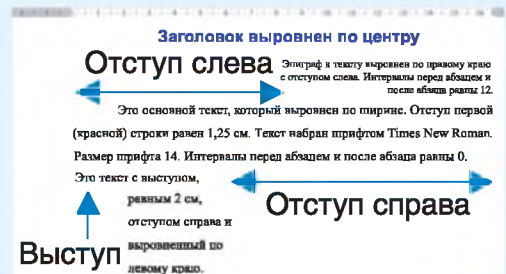 Заголовок выровнен по центру
Отступ слева
Эпиграф к тексту выровнен по правому краю
с отступом слева. Интервалы перед абзацем и
после абзаца равны 12.
Это основной текст, который выровнен по ширине. Отступ первой
(красной) строки равен 1,25 см. Текст набран шрифтом Times New Roman.
Размер шрифта 14. Интервалы перед абзацем и после абзаца равны 0.
Это текст с выступом,
равным 2 см,
отступом справа и
выровненный по
левому краю.
Отступ справа
Выступ